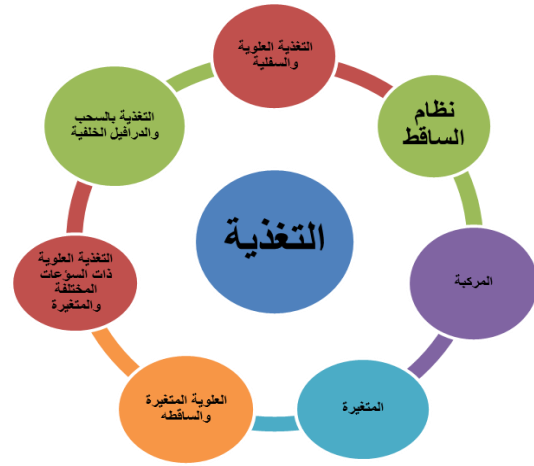 التغذية العلوية
والسفلية
نظام
الساقط
المركبة
المتغيرة
العلوية المتغيرة
والساقطه
التغذية العلوية
ذات السؤعات
المختلفة
والمتغيرة
التغذية بالسحب
والدرافيل الخلفية
التغذية